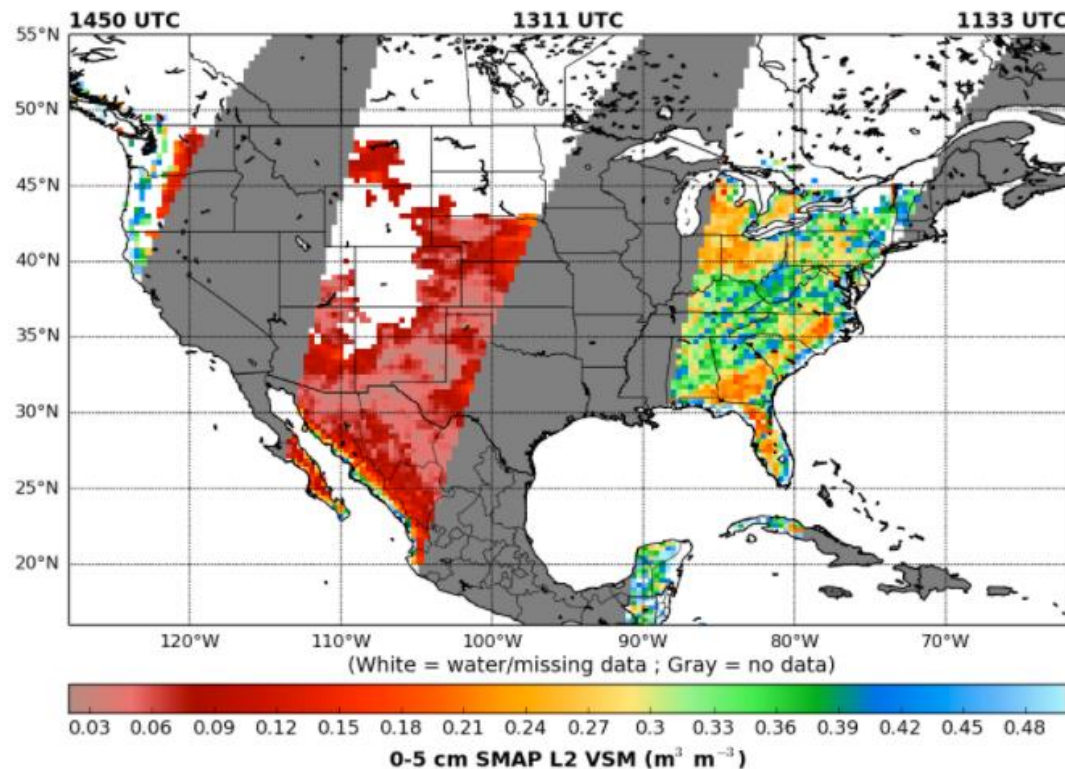 1450 UTC 1311 UTC 1133 UTC
55°N
50°N
45°N
40°N
35°N
30°N
25°N
20°N
120°W 110°W 100°W 90°W 80°W 70°W
(White = water/missing data ; Gray = no data)
0.03 0.06 0.09 0.12 0.15 0.18 0.21 0.24 0.27 0.3 0.33 0.36 0.39 0.42 0.45 0.48
0-5 cm SMAP L2 VSM (m³ m⁻³)